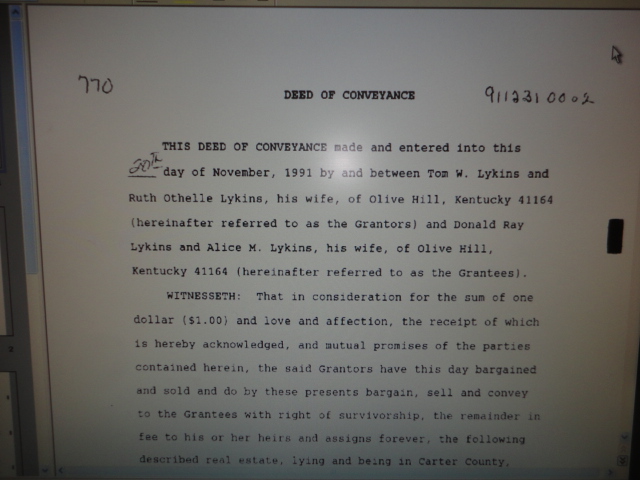 770
DEED OF CONVEYANCE
911231 0002
THIS DEED OF CONVEYANCE made and entered into this
20TH day of November, 1991 by and between Tom W. Lykins and
Ruth Othelle Lykins, his wife, of Olive Hill, Kentucky 41164
(hereinafter referred to as the Grantors) and Donald Ray
Lykins and Alice M. Lykins, his wife, of Olive Hill,
Kentucky 41164 (hereinafter referred to as the Grantees).
WITNESSETH: That in consideration for the sum of one
dollar ($1.00) and love and affection, the receipt of which
is hereby acknowledged, and mutual promises of the parties
contained herein, the said Grantors have this day bargained
and sold and do by these presents bargain, sell and convey
to the Grantees with right of survivorship, the remainder in
fee to his or her heirs and assigns forever, the following
described real estate, lying and being in Carter County,